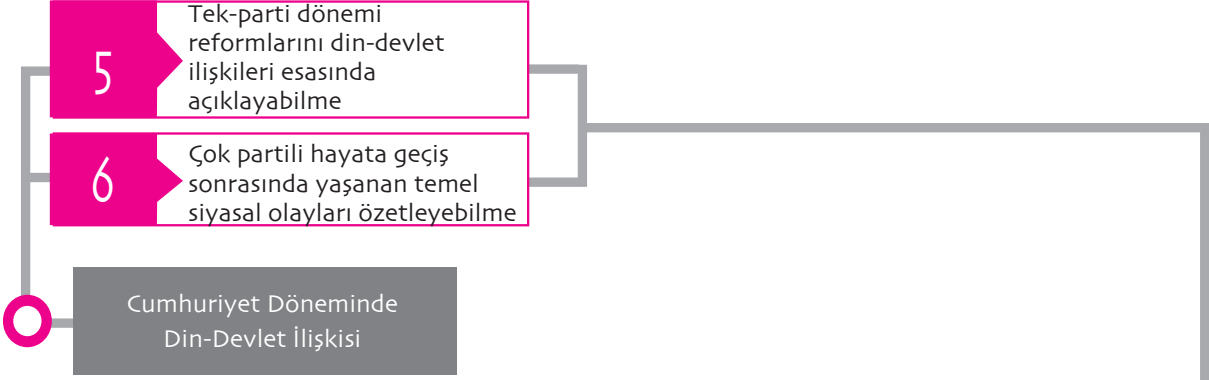 5
Tek-parti dönemi
reformlarını din-devlet
ilişkileri esasında
açıklayabilme
6
Çok partili hayata geçiş
sonrasında yaşanan temel
siyasal olayları özetleyebilme
Cumhuriyet Döneminde
Din-Devlet İlişkisi